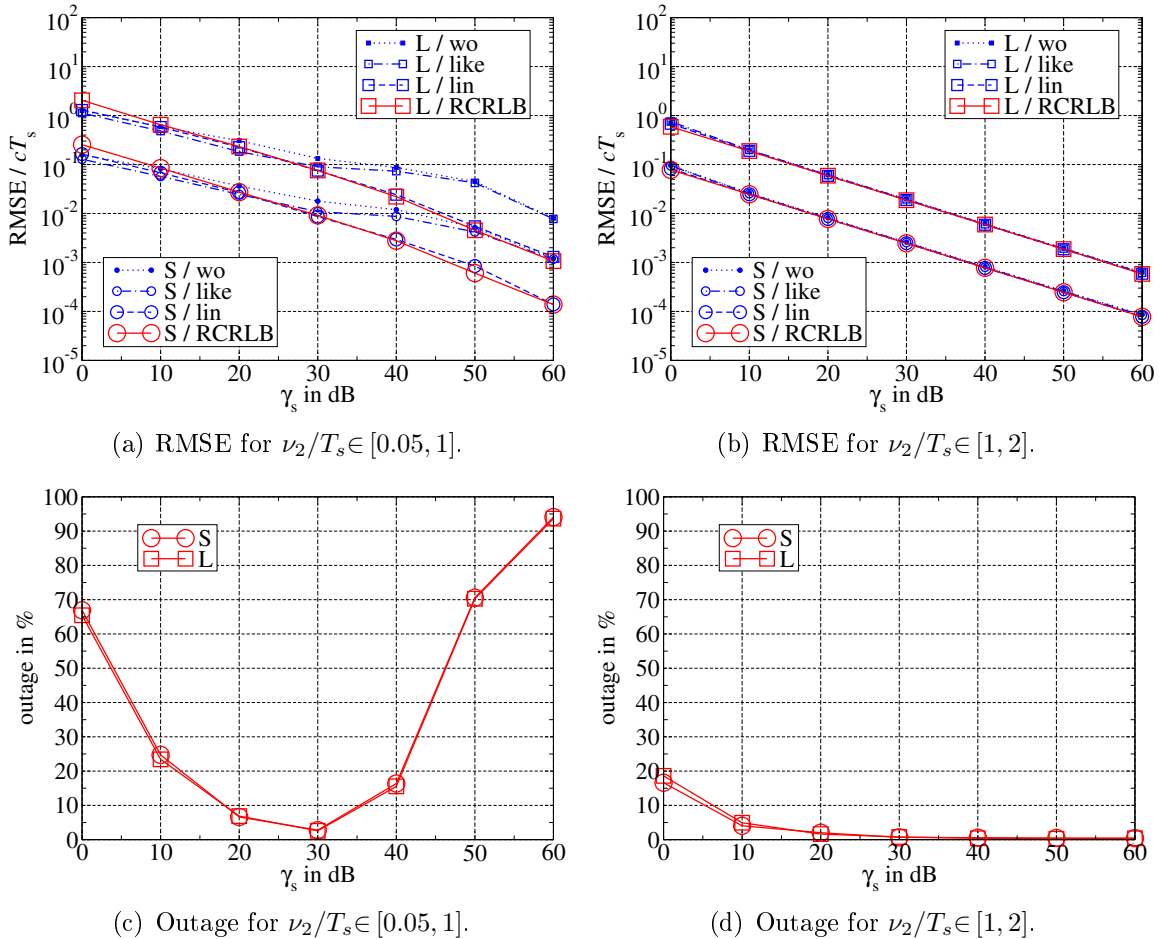 10^2
10^1
10^0
10^-1
10^-2
10^-3
10^-4
10^-5
RMSE / cT_s
L / wo
L / like
L / lin
L / RCRLB
S / wo
S / like
S / lin
S / RCRLB
0 10 20 30 40 50 60
γ_s in dB
(a) RMSE for ν_2/T_s ∈ [0.05, 1].
10^2
10^1
10^0
10^-1
10^-2
10^-3
10^-4
10^-5
RMSE / cT_s
L / wo
L / like
L / lin
L / RCRLB
S / wo
S / like
S / lin
S / RCRLB
0 10 20 30 40 50 60
γ_s in dB
(b) RMSE for ν_2/T_s ∈ [1, 2].
100
90
80
70
60
50
40
30
20
10
0
outage in %
S
L
0 10 20 30 40 50 60
γ_s in dB
(c) Outage for ν_2/T_s ∈ [0.05, 1].
100
90
80
70
60
50
40
30
20
10
0
outage in %
S
L
0 10 20 30 40 50 60
γ_s in dB
(d) Outage for ν_2/T_s ∈ [1, 2].